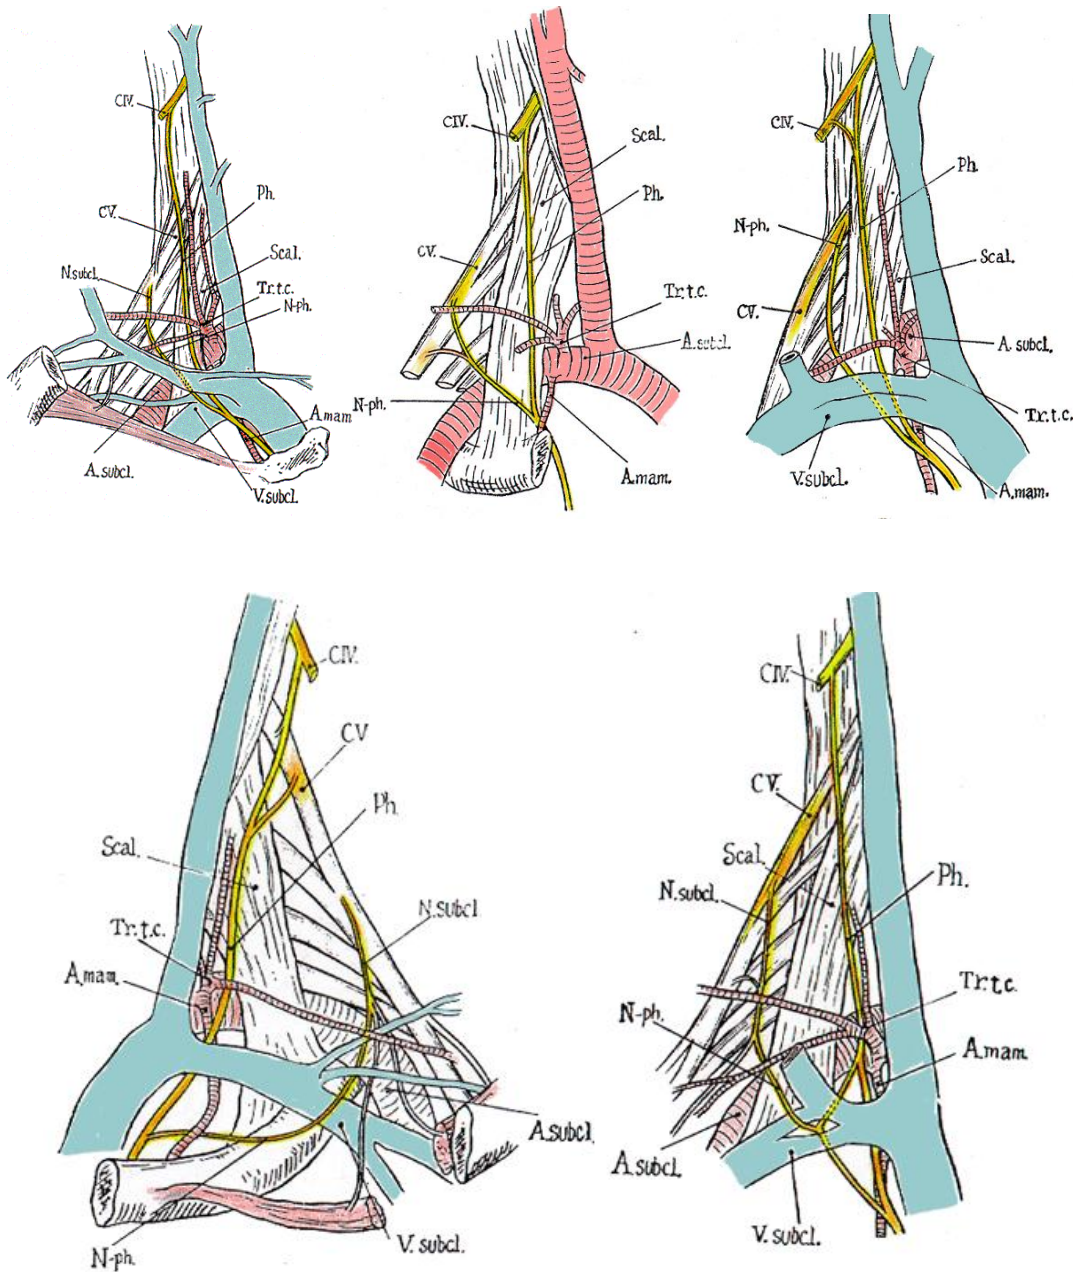 CIV.
Ph.
CV.
Scal.
N.subcl.
Tr.t.c.
N-ph.
A.mam
A.subcl.
V.subcl.
CIV.
Scal.
Ph.
CV.
Tr.t.c.
A.subcl.
N-ph.
A.mam.
CIV.
Ph.
N-ph.
Scal.
CV.
A.subcl.
Tr.t.c.
V.subcl.
A.mam.
CIV.
CV
Ph.
Scal.
N.subcl
Tr.t.c.
A.mam.
A.subcl.
V.subcl.
N-ph.
CIV.
CV.
Scal.
Ph.
N.subcl.
Tr.t.c.
N-ph.
A.mam.
A.subcl.
V.subcl.